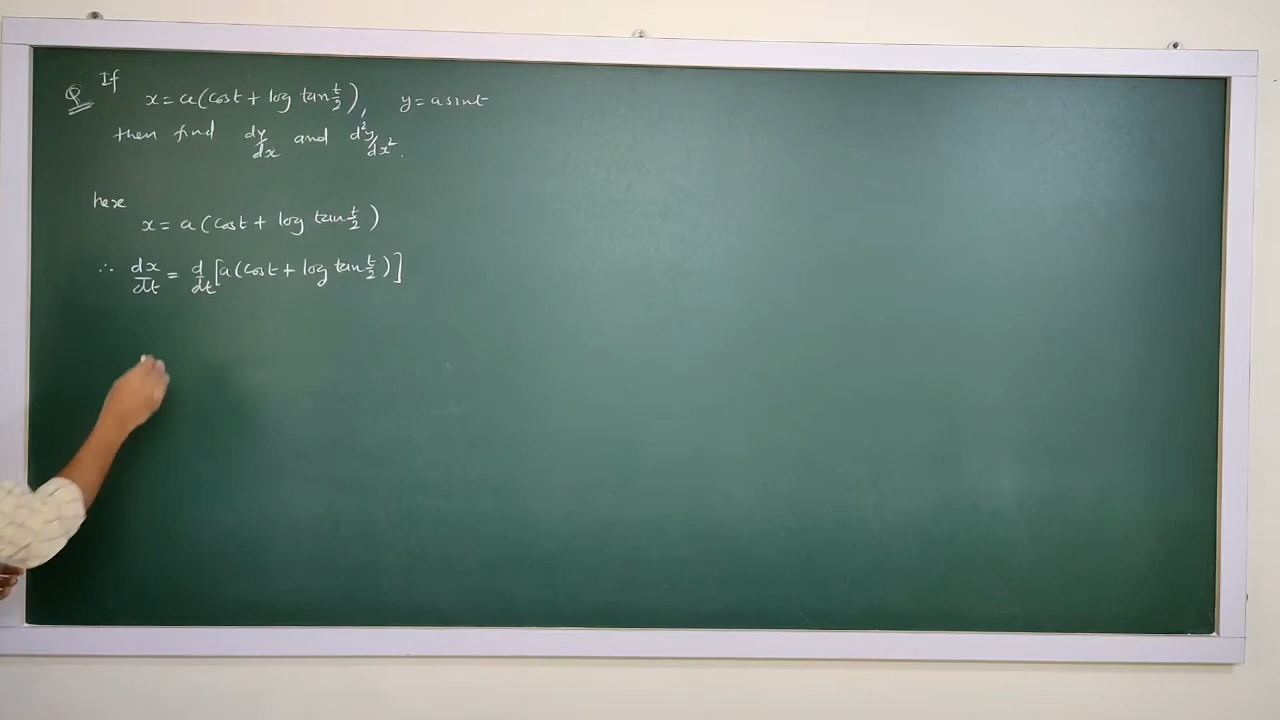 Q. If
x = a(cost + log tan t/2), y = a sint
then find dy/dx and d²y/dx².
here
x = a(cost + log tan t/2)
∴ dx/dt = d/dt[a(cost + log tan t/2)]